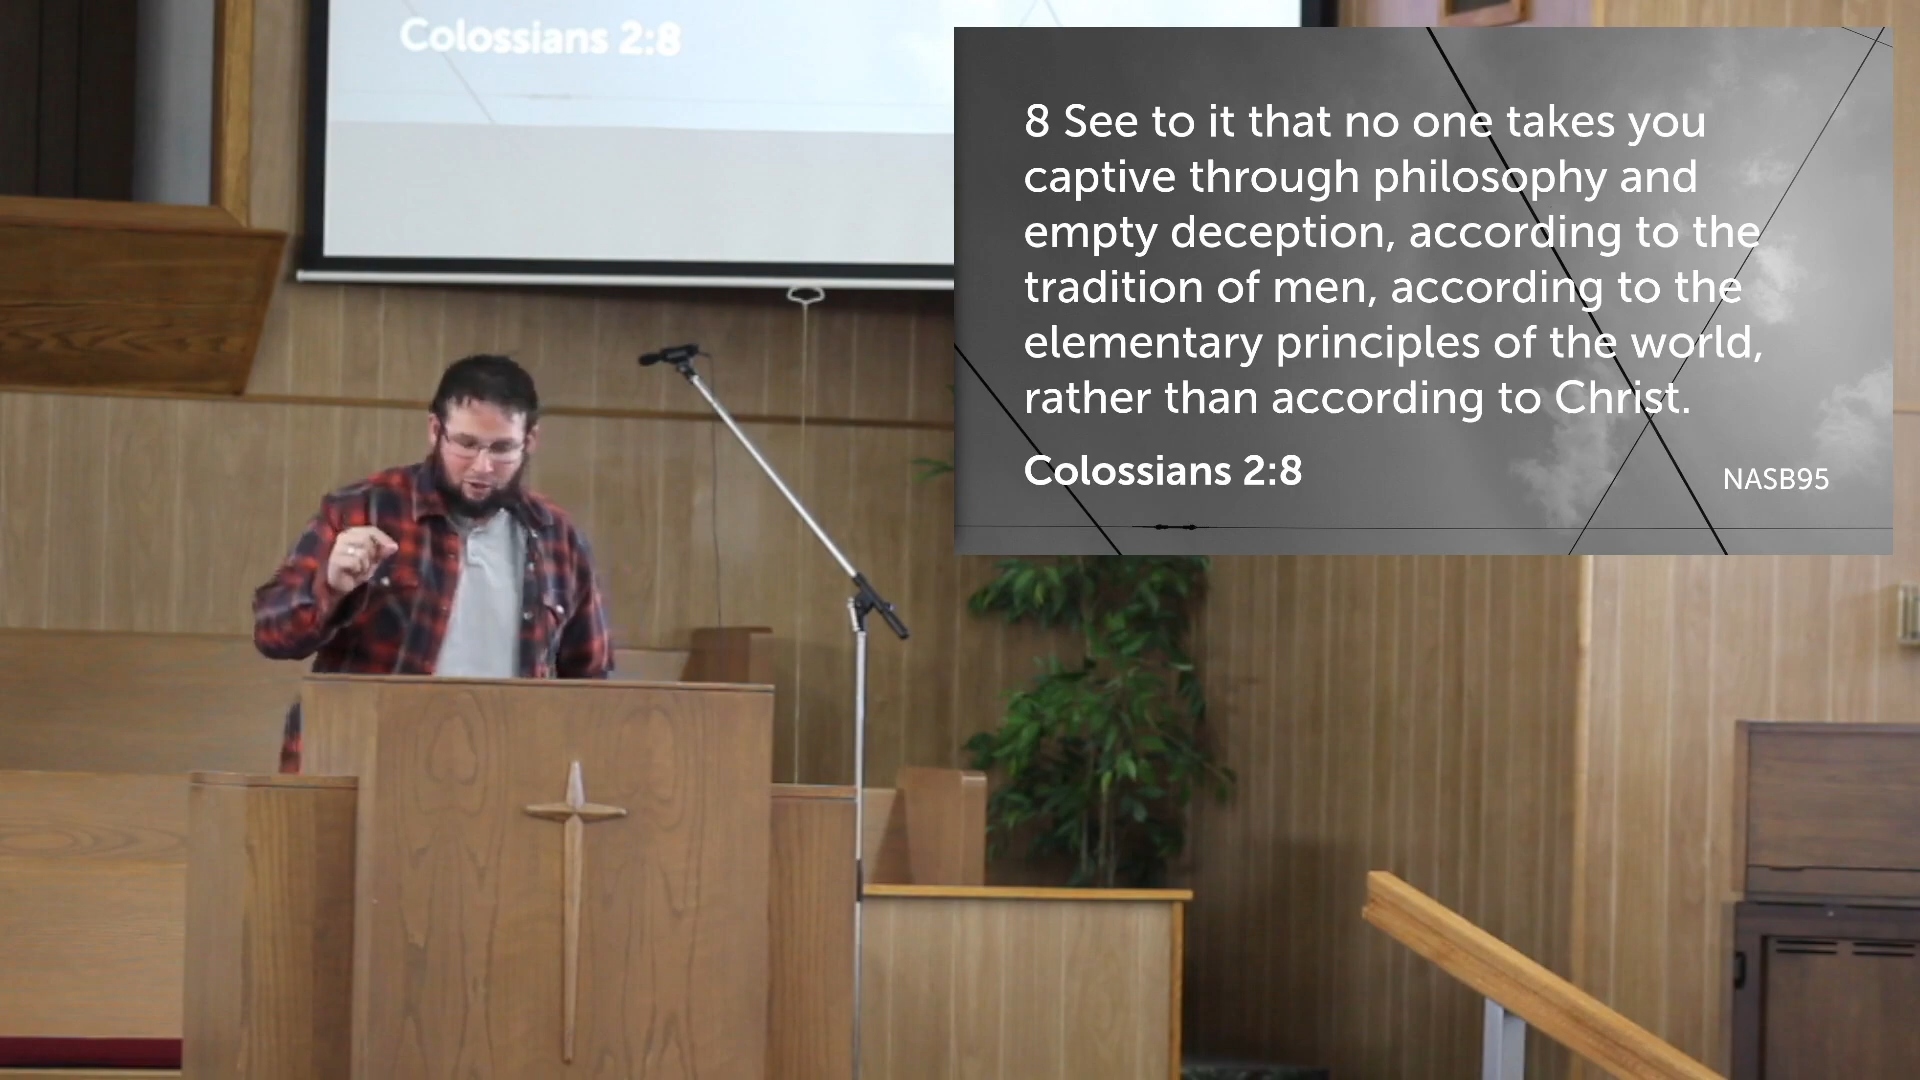 Colossians 2:8
8 See to it that no one takes you
captive through philosophy and
empty deception, according to the
tradition of men, according to the
elementary principles of the world,
rather than according to Christ.
Colossians 2:8
NASB95